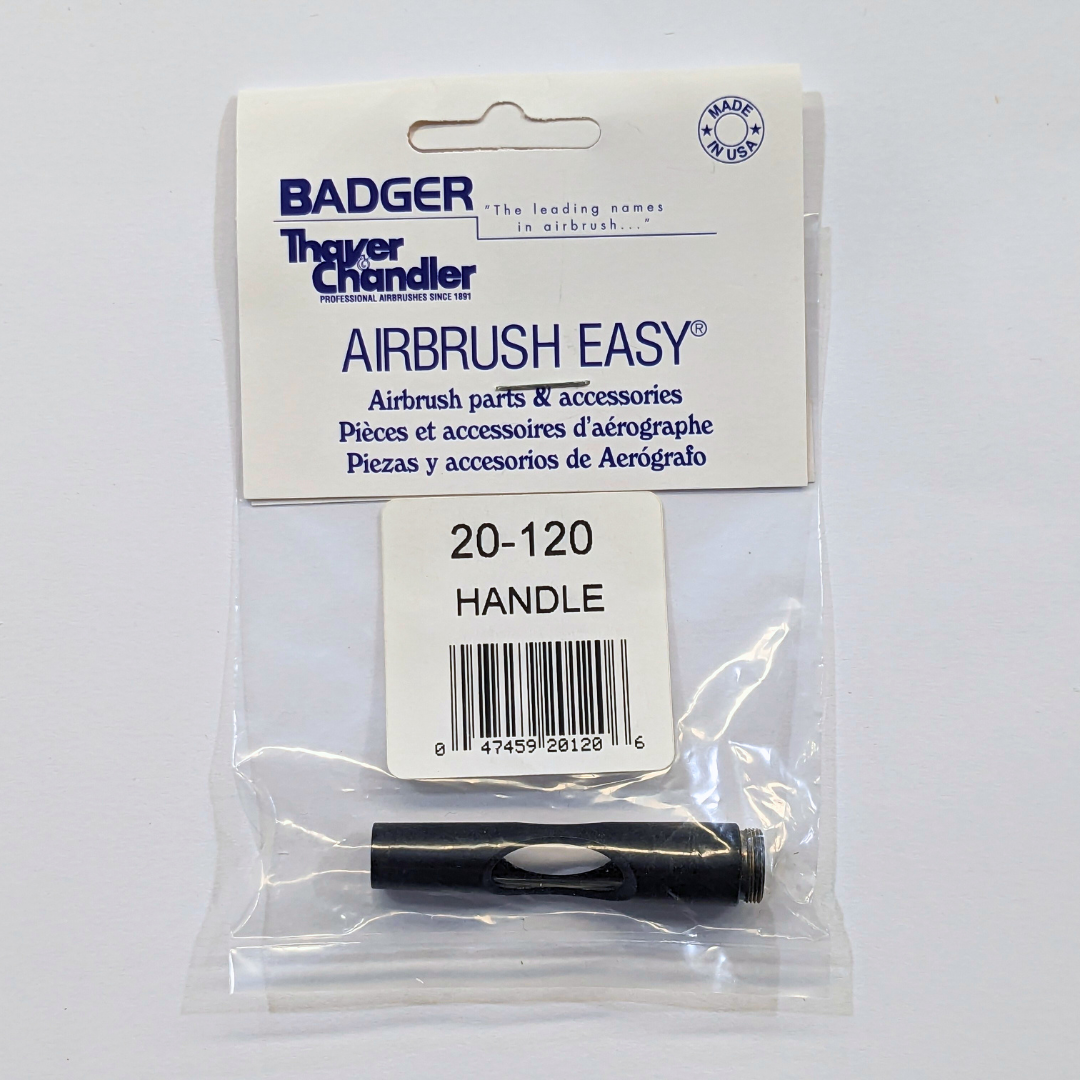 MADE
IN USA
BADGER
"The leading names
in airbrush..."
Thayer
&
Chandler
PROFESSIONAL AIRBRUSHES SINCE 1891
AIRBRUSH EASY®
Airbrush parts & accessories
Pièces et accessoires d'aérographe
Piezas y accesorios de Aerógrafo
20-120
HANDLE
0 47459 20120 6